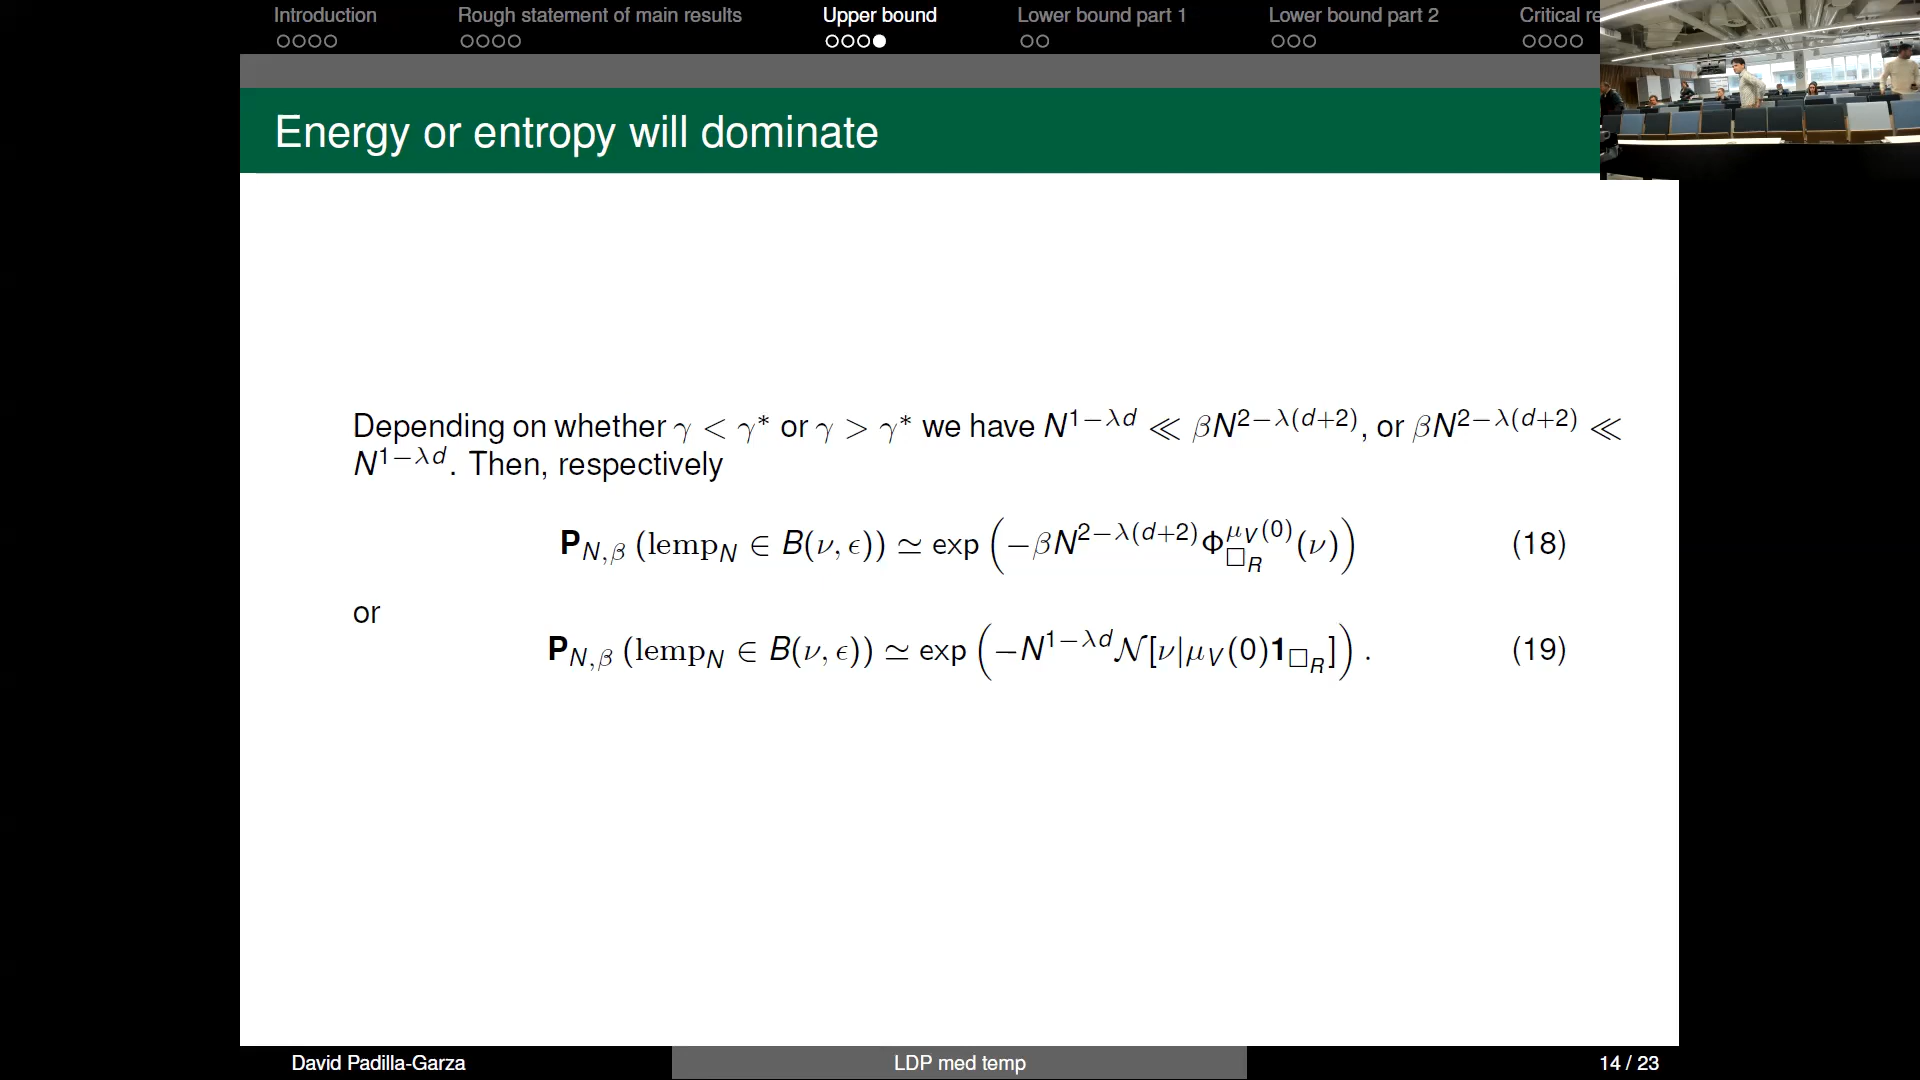 Introduction Rough statement of main results Upper bound Lower bound part 1 Lower bound part 2 Critical re
Energy or entropy will dominate
Depending on whether γ < γ* or γ > γ* we have N^{1−λd} ≪ βN^{2−λ(d+2)}, or βN^{2−λ(d+2)} ≪
N^{1−λd}. Then, respectively
P_{N,β} (lemp_N ∈ B(ν, ϵ)) ≃ exp (−βN^{2−λ(d+2)} Φ^{μ_V(0)}_{□_R}(ν)) (18)
or
P_{N,β} (lemp_N ∈ B(ν, ϵ)) ≃ exp (−N^{1−λd} 𝒩[ν|μ_V(0)1_{□_R}]) . (19)
David Padilla-Garza LDP med temp 14 / 23